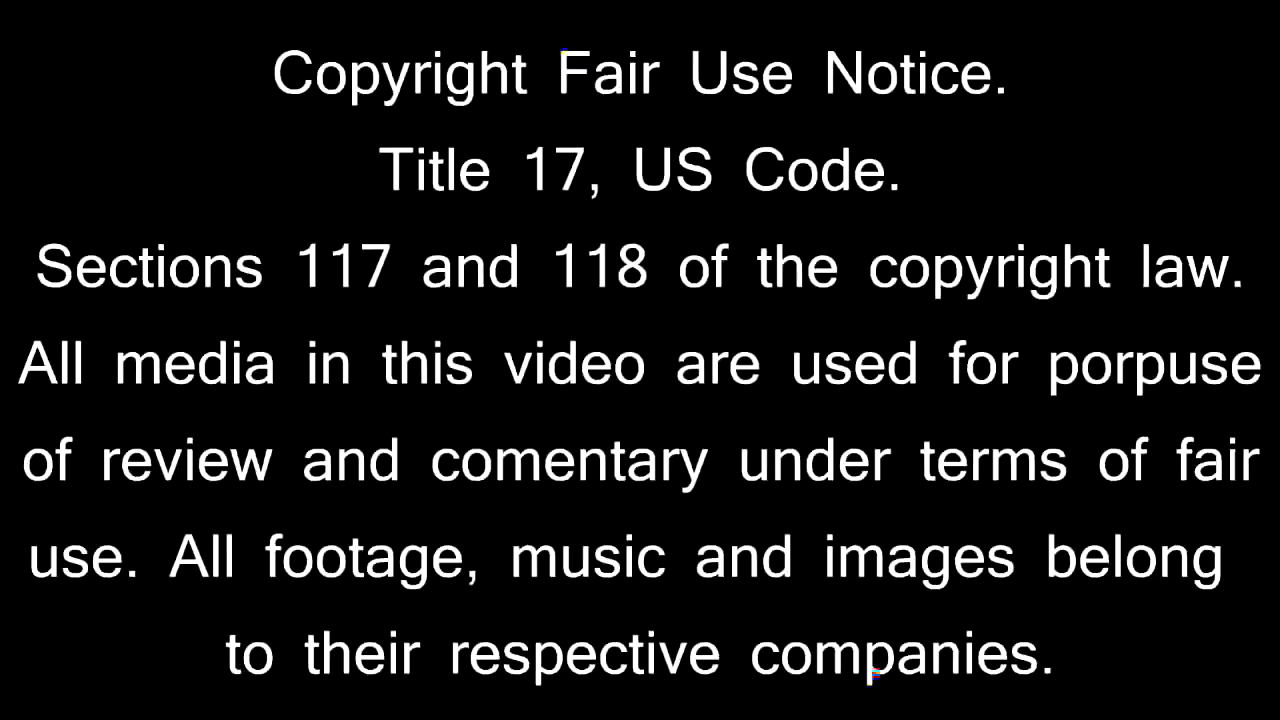 Copyright Fair Use Notice.
Title 17, US Code.
Sections 117 and 118 of the copyright law.
All media in this video are used for porpuse
of review and comentary under terms of fair
use. All footage, music and images belong
to their respective companies.